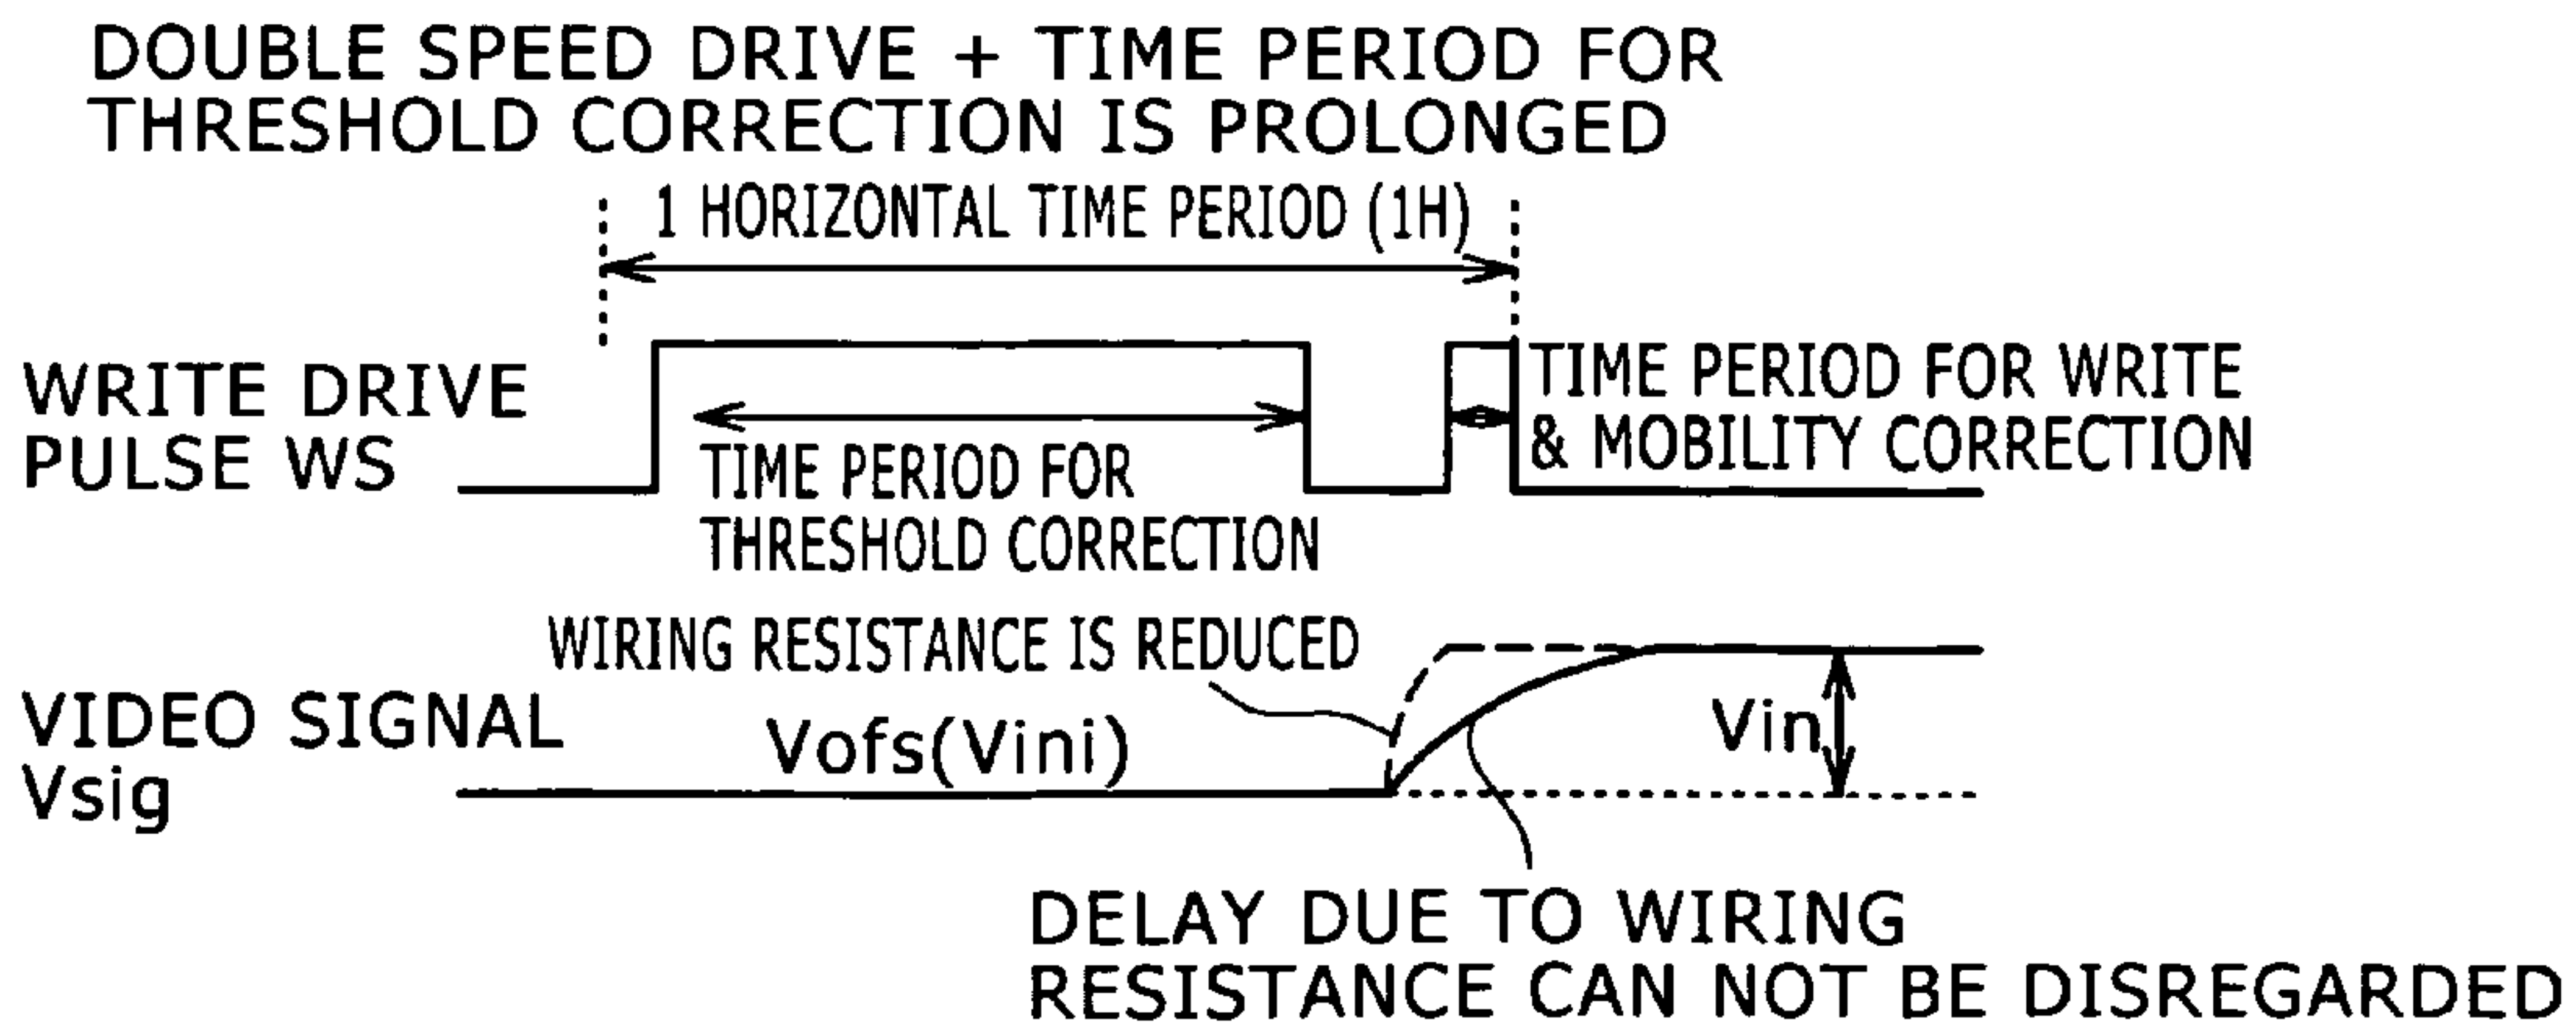 DOUBLE SPEED DRIVE + TIME PERIOD FOR
THRESHOLD CORRECTION IS PROLONGED
1 HORIZONTAL TIME PERIOD (1H)
WRITE DRIVE
PULSE WS
TIME PERIOD FOR WRITE
& MOBILITY CORRECTION
TIME PERIOD FOR
THRESHOLD CORRECTION
WIRING RESISTANCE IS REDUCED
VIDEO SIGNAL
Vsig
Vofs(Vini)
Vin
DELAY DUE TO WIRING
RESISTANCE CAN NOT BE DISREGARDED